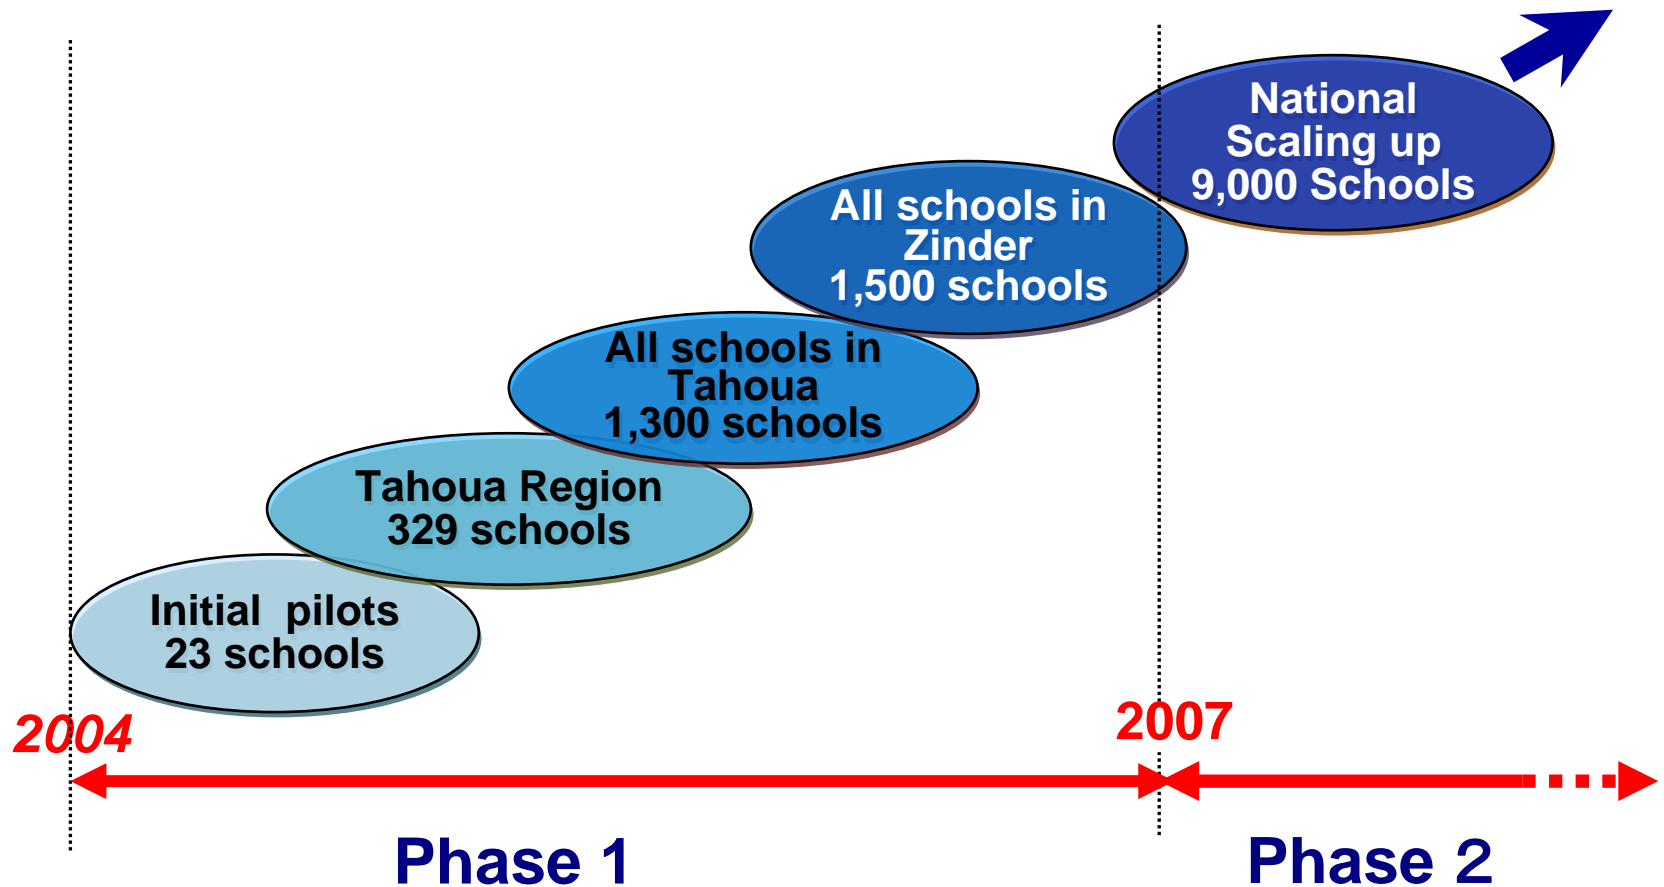 National
Scaling up
9,000 Schools
All schools in
Zinder
1,500 schools
All schools in
Tahoua
1,300 schools
Tahoua Region
329 schools
Initial pilots
23 schools
2004
2007
Phase 1
Phase 2